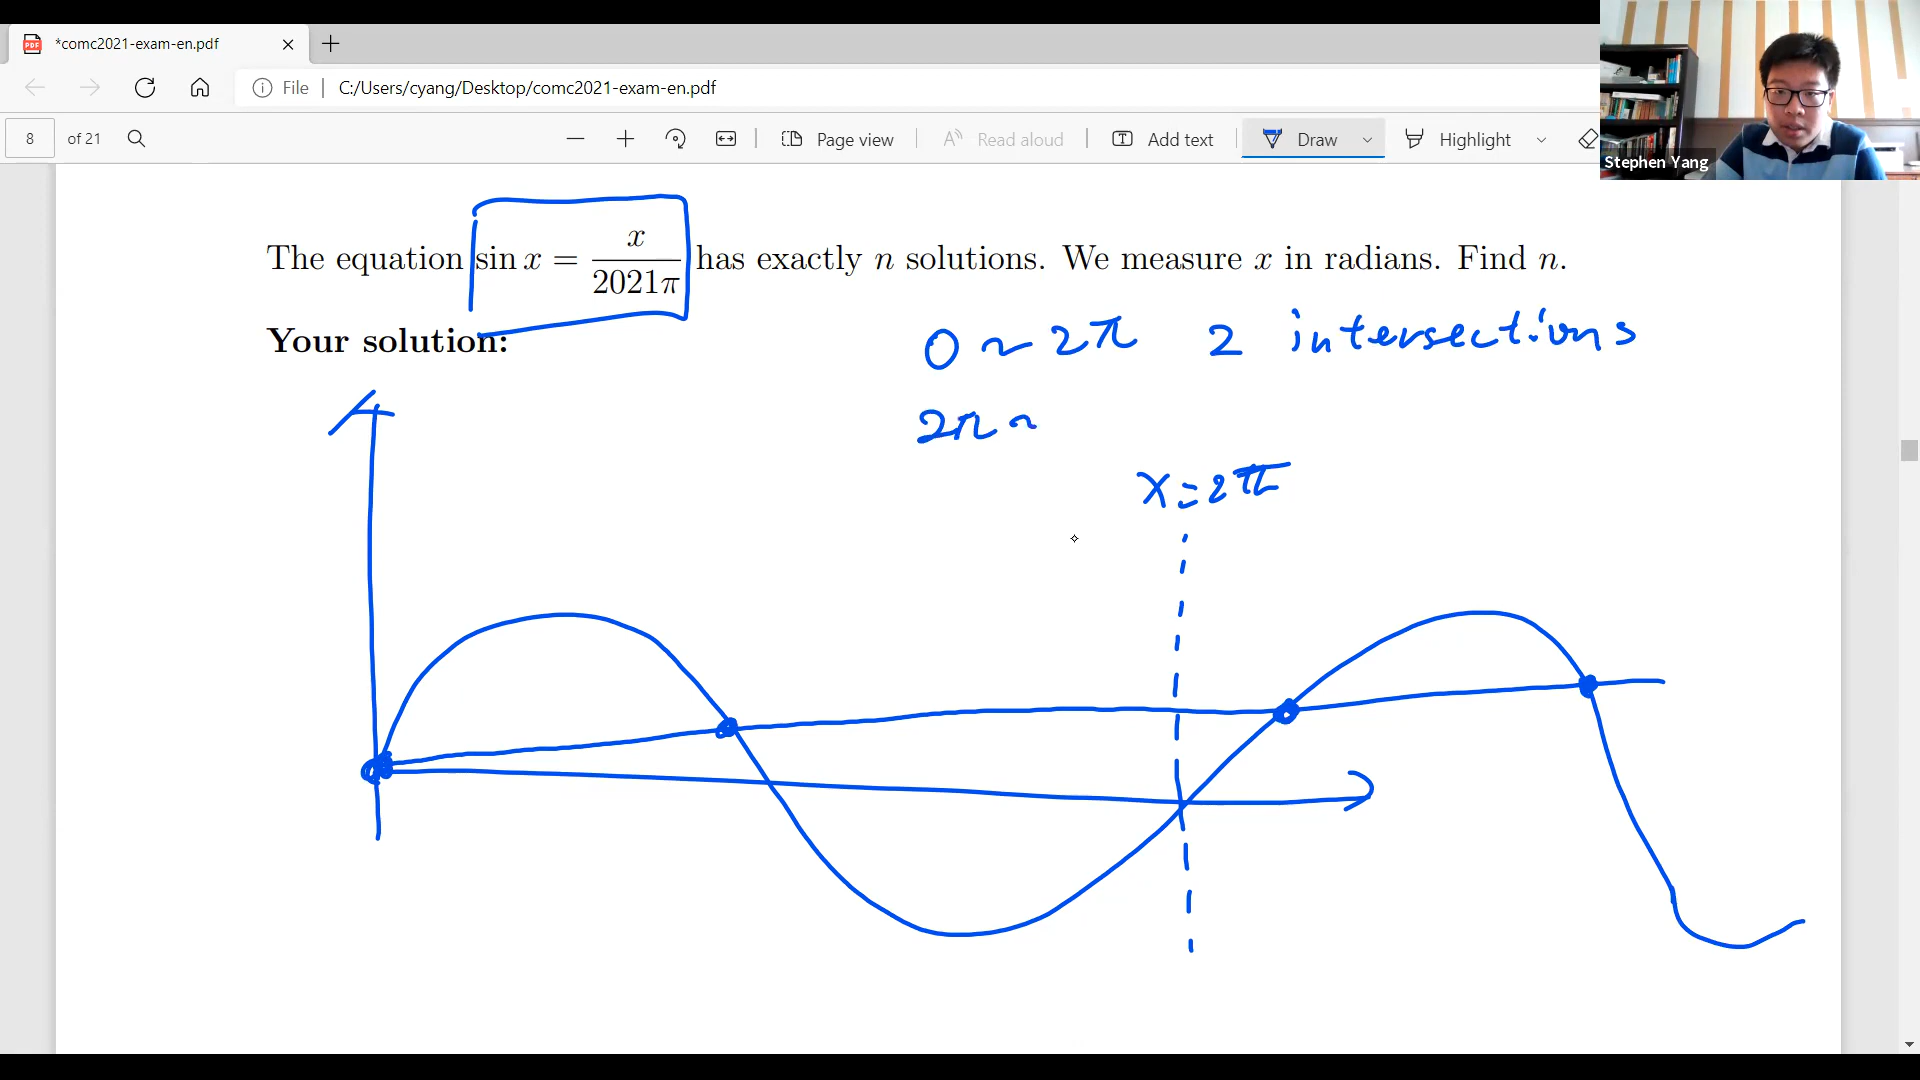 *comc2021-exam-en.pdf
File | C:/Users/cyang/Desktop/comc2021-exam-en.pdf
8 of 21 Page view Read aloud Add text Draw Highlight
Stephen Yang
The equation sin x = x/2021π has exactly n solutions. We measure x in radians. Find n.
Your solution:
0 ~ 2π 2 intersections
2π ~
x = 2π